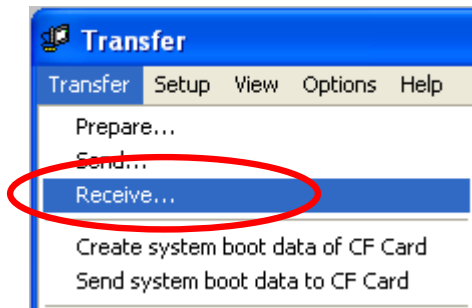 Transfer
Transfer Setup View Options Help
Prepare...
Send...
Receive...
Create system boot data of CF Card
Send system boot data to CF Card